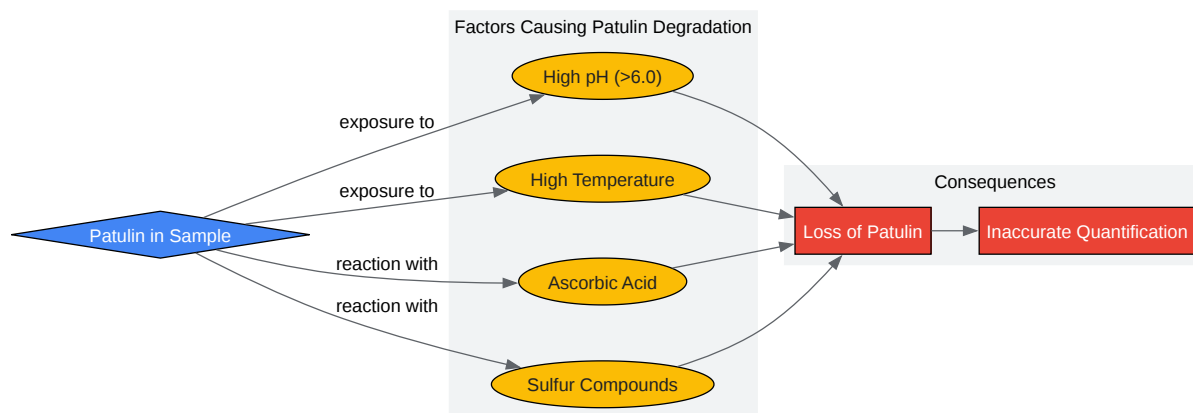 Factors Causing Patulin Degradation
High pH (>6.0)
exposure to
High Temperature
Consequences
exposure to
Patulin in Sample
Loss of Patulin
Inaccurate Quantification
reaction with
Ascorbic Acid
reaction with
Sulfur Compounds